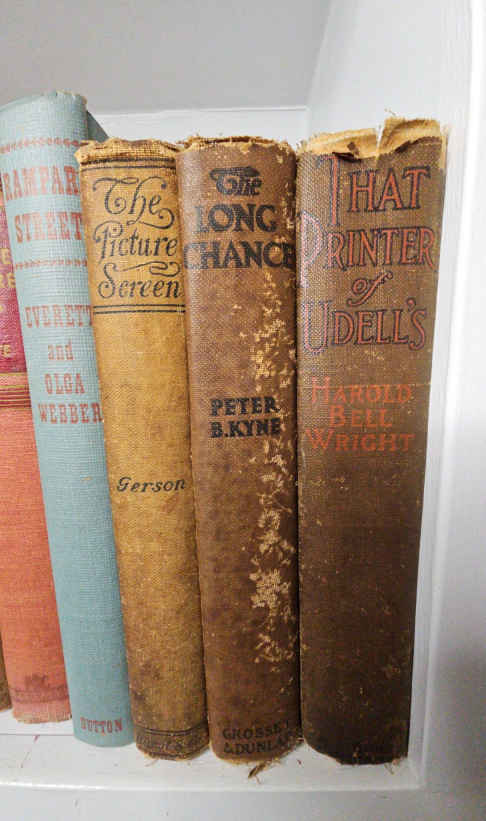 RAMPART
STREET
EVERETT
and
OLGA
WEBBER
DUTTON
The
Picture
Screen
Gerson
The
LONG
CHANCE
PETER
B. KYNE
GROSSET
& DUNLAP
THAT
PRINTER
of
UDELL'S
HAROLD
BELL
WRIGHT